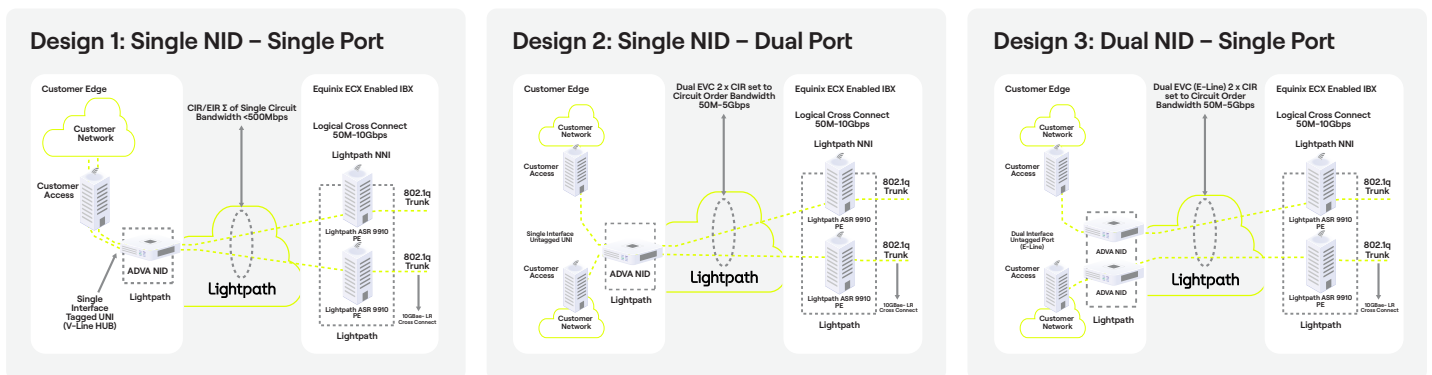 Design 1: Single NID – Single Port
Customer Edge
Equinix ECX Enabled IBX
CIR/EIR Σ of Single Circuit
Bandwidth <500Mbps
Customer
Network
Logical Cross Connect
50M-10Gbps
Lightpath NNI
Customer
Access
802.1q
Trunk
Lightpath ASR 9910
PE
ADVA NID
802.1q
Trunk
Lightpath
Lightpath
Single
Interface
Tagged UNI
(V-Line HUB)
Lightpath ASR 9910
PE
10GBae- LR
Cross Connect
Lightpath
Design 2: Single NID – Dual Port
Customer Edge
Dual EVC 2 x CIR set to
Circuit Order Bandwidth
50M-5Gbps
Equinix ECX Enabled IBX
Customer
Network
Logical Cross Connect
50M-10Gbps
Lightpath NNI
Customer
Access
802.1q
Trunk
Lightpath ASR 9910
PE
Single Interface
Untagged UNI
802.1q
Trunk
Customer
Access
ADVA NID
Lightpath
Lightpath
Customer
Network
Lightpath ASR 9910
PE
10GBae- LR
Cross Connect
Lightpath
Design 3: Dual NID – Single Port
Customer Edge
Dual EVC (E-Line) 2 x CIR
set to Circuit Order
Bandwidth 50M-5Gbps
Equinix ECX Enabled IBX
Customer
Network
Logical Cross Connect
50M-10Gbps
Lightpath NNI
Customer
Access
802.1q
Trunk
Lightpath ASR 9910
PE
Dual Interface
Untagged Port
(E-Line)
ADVA NID
802.1q
Trunk
Customer
Access
ADVA NID
Lightpath
Customer
Network
Lightpath
Lightpath ASR 9910
PE
10GBae- LR
Cross Connect
Lightpath